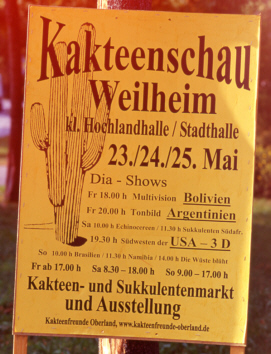 Kakteenschau
Weilheim
kl. Hochlandhalle / Stadthalle
23./24./25. Mai
Dia - Shows
Fr 18.00 h Multivision Bolivien
Fr 20.00 h Tonbild Argentinien
Sa 10.00 h Echinocereen / 11.30 h Sukkulenten Südafr.
19.30 h Südwesten der USA – 3 D
So 10.00 h Brasilien / 11.30 h Namibia / 14.00 h Die Wüste blüht
Fr ab 17.00 h Sa 8.30 – 18.00 h So 9.00 – 17.00 h
Kakteen- und Sukkulentenmarkt
und Ausstellung
Kakteenfreunde Oberland, www.kakteenfreunde-oberland.de